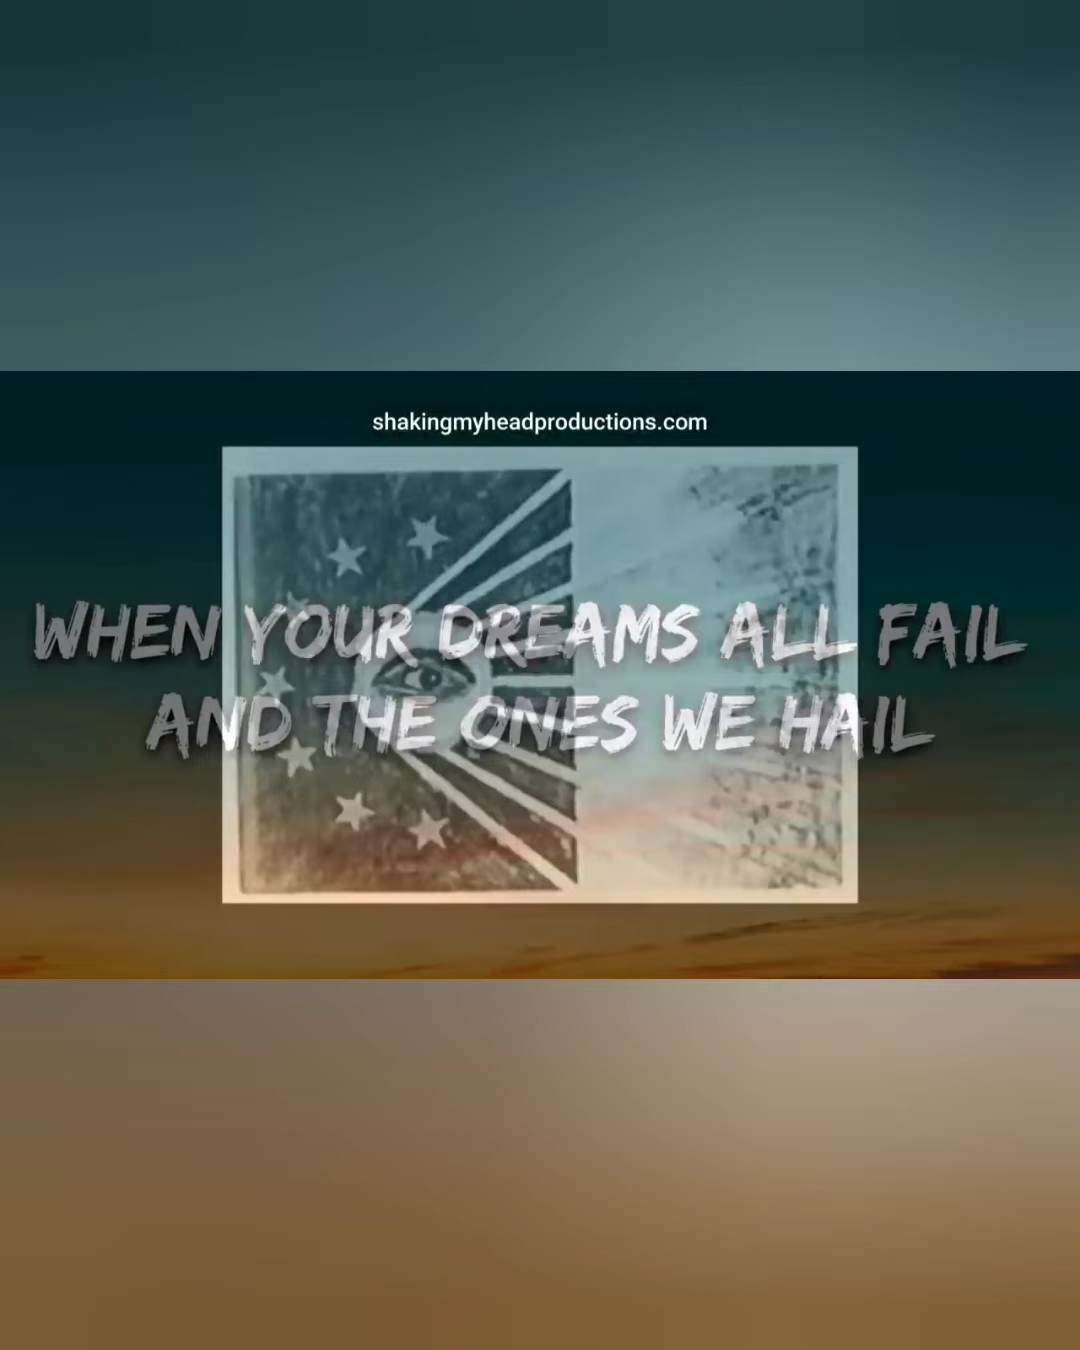 shakingmyheadproductions.com
WHEN YOUR DREAMS ALL FAIL
AND THE ONES WE HAIL